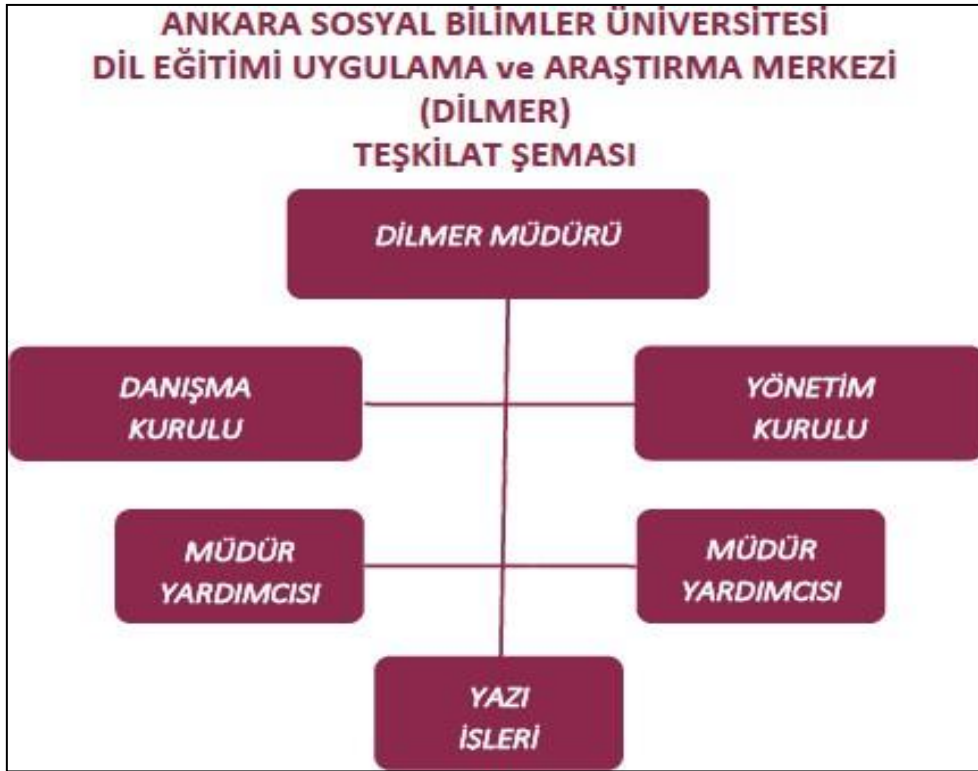 ANKARA SOSYAL BİLİMLER ÜNİVERSİTESİ
DİL EĞİTİMİ UYGULAMA ve ARAŞTIRMA MERKEZİ
(DİLMER)
TEŞKİLAT ŞEMASI
DİLMER MÜDÜRÜ
DANIŞMA
KURULU
YÖNETİM
KURULU
MÜDÜR
YARDIMCISI
MÜDÜR
YARDIMCISI
YAZI
İŞLERİ